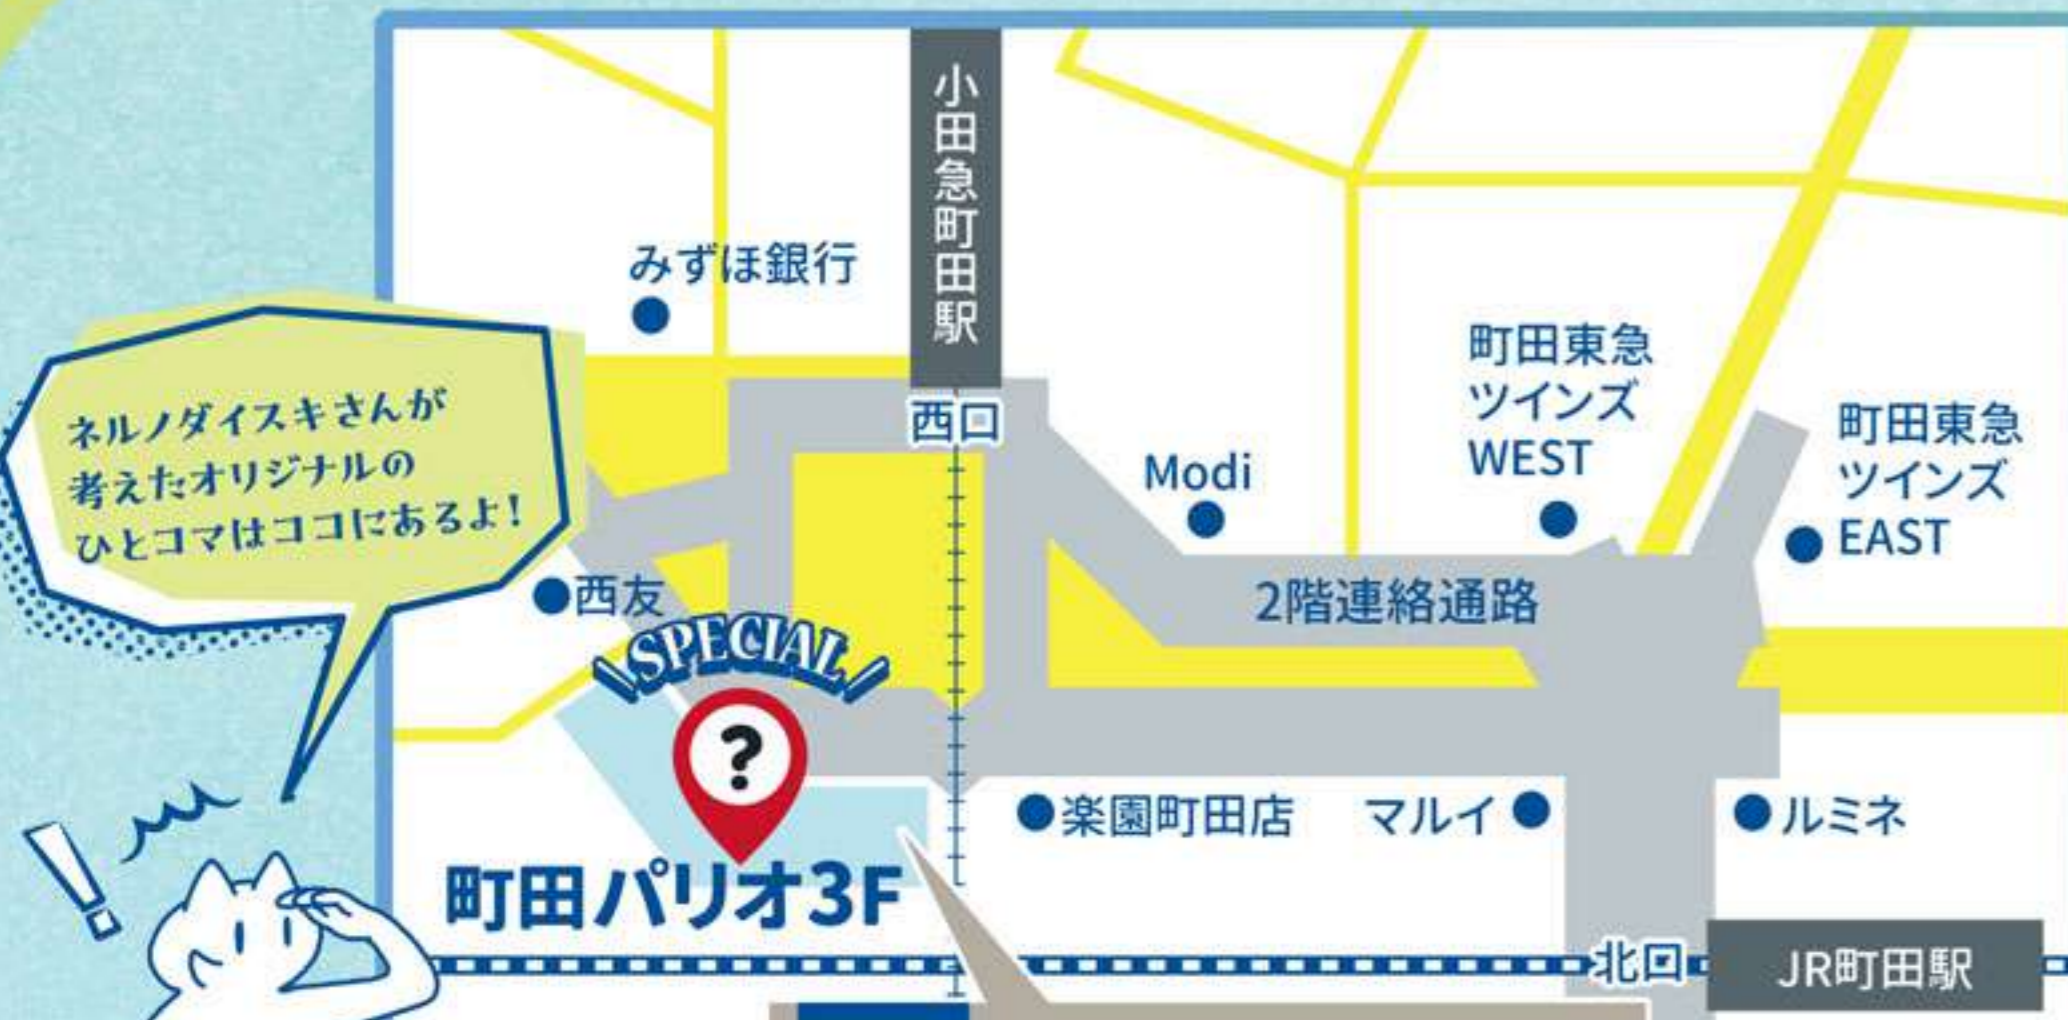 小田急町田駅
みずほ銀行
西口
町田東急
ツインズ
WEST
町田東急
ツインズ
EAST
Modi
ネルノダイスキさんが
考えたオリジナルの
ひとコマはココにあるよ!
西友
2階連絡通路
SPECIAL
?
楽園町田店
マルイ
ルミネ
町田パリオ3F
北口
JR町田駅
!